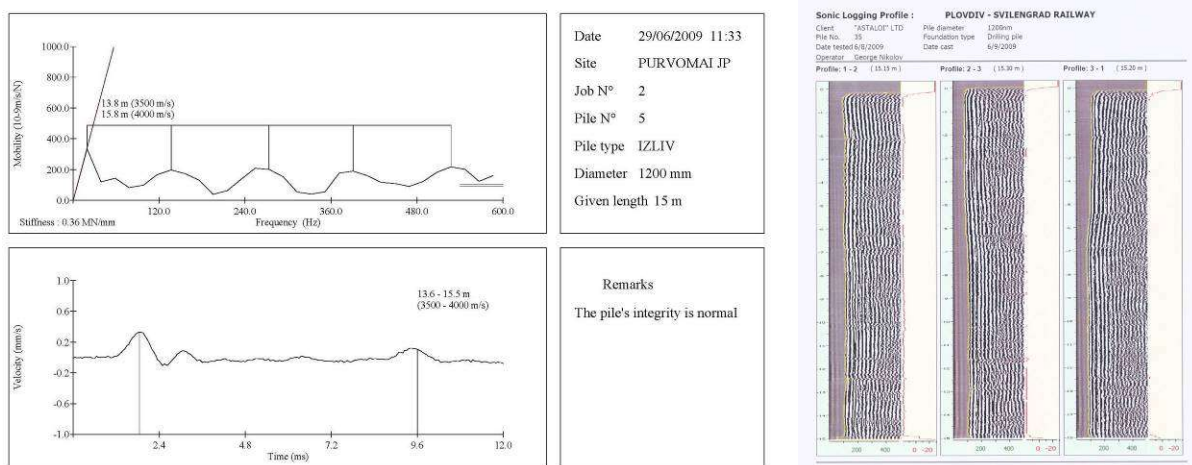 1000.0
800.0
600.0
400.0
200.0
0.0
Mobility (10-9m/s/N)
13.8 m (3500 m/s)
15.8 m (4000 m/s)
120.0 240.0 360.0 480.0 600.0
Stiffness : 0.36 MN/mm
Frequency (Hz)
Date 29/06/2009 11:33
Site PURVOMAI JP
Job N° 2
Pile N° 5
Pile type IZLIV
Diameter 1200 mm
Given length 15 m
1.0
0.6
0.2
-0.2
-0.6
-1.0
Velocity (mm/s)
13.6 - 15.5 m
(3500 - 4000 m/s)
2.4 4.8 7.2 9.6 12.0
Time (ms)
Remarks
The pile's integrity is normal
Sonic Logging Profile : PLOVDIV - SVILENGRAD RAILWAY
Client "ASTALOI" LTD Pile diameter 1200mm
Pile No. 35 Foundation type Drilling pile
Date tested 6/8/2009 Date cast 6/9/2009
Operator George Nikolov
Profile: 1 - 2 ( 15.15 m ) Profile: 2 - 3 ( 15.30 m ) Profile: 3 - 1 ( 15.20 m )
200 400 0 -20 200 400 0 -20 200 400 0 -20